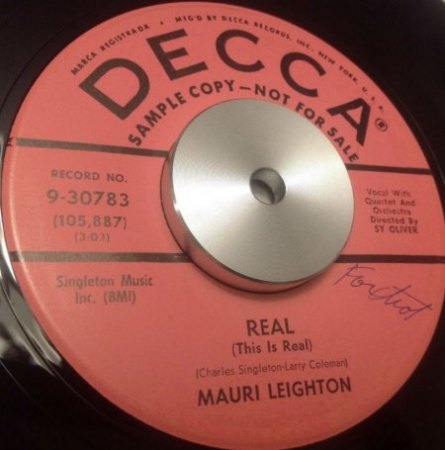 MARCA REGISTRADA • MFG'D BY DECCA RECORDS, INC., NEW YORK, U.S.A.
DECCA®
SAMPLE COPY—NOT FOR SALE
RECORD NO.
9-30783
(105,887)
(3:03)
Vocal With
Quartet And
Orchestra
Directed By
SY OLIVER
Singleton Music
Inc. (BMI)
Foxtrot
REAL
(This Is Real)
(Charles Singleton-Larry Coleman)
MAURI LEIGHTON